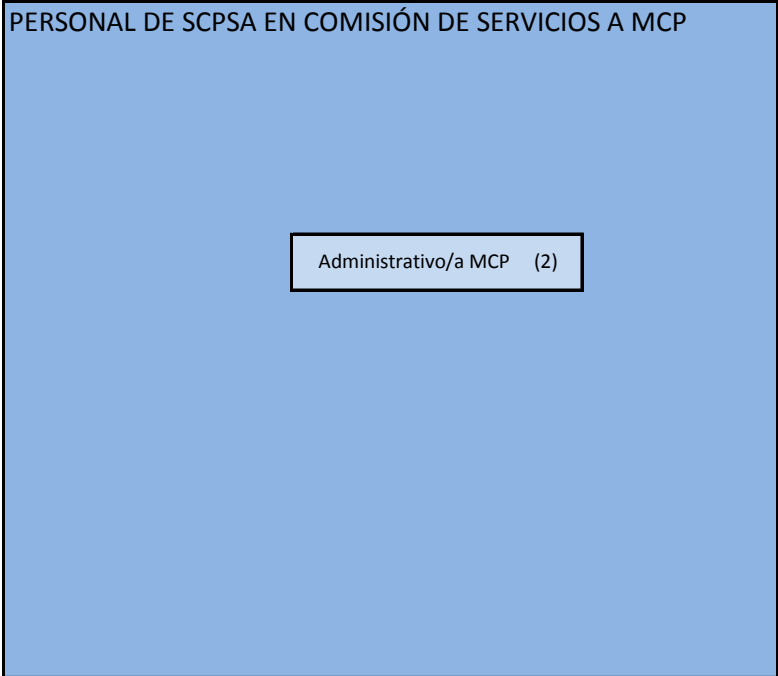 PERSONAL DE SCPSA EN COMISIÓN DE SERVICIOS A MCP
Administrativo/a MCP (2)